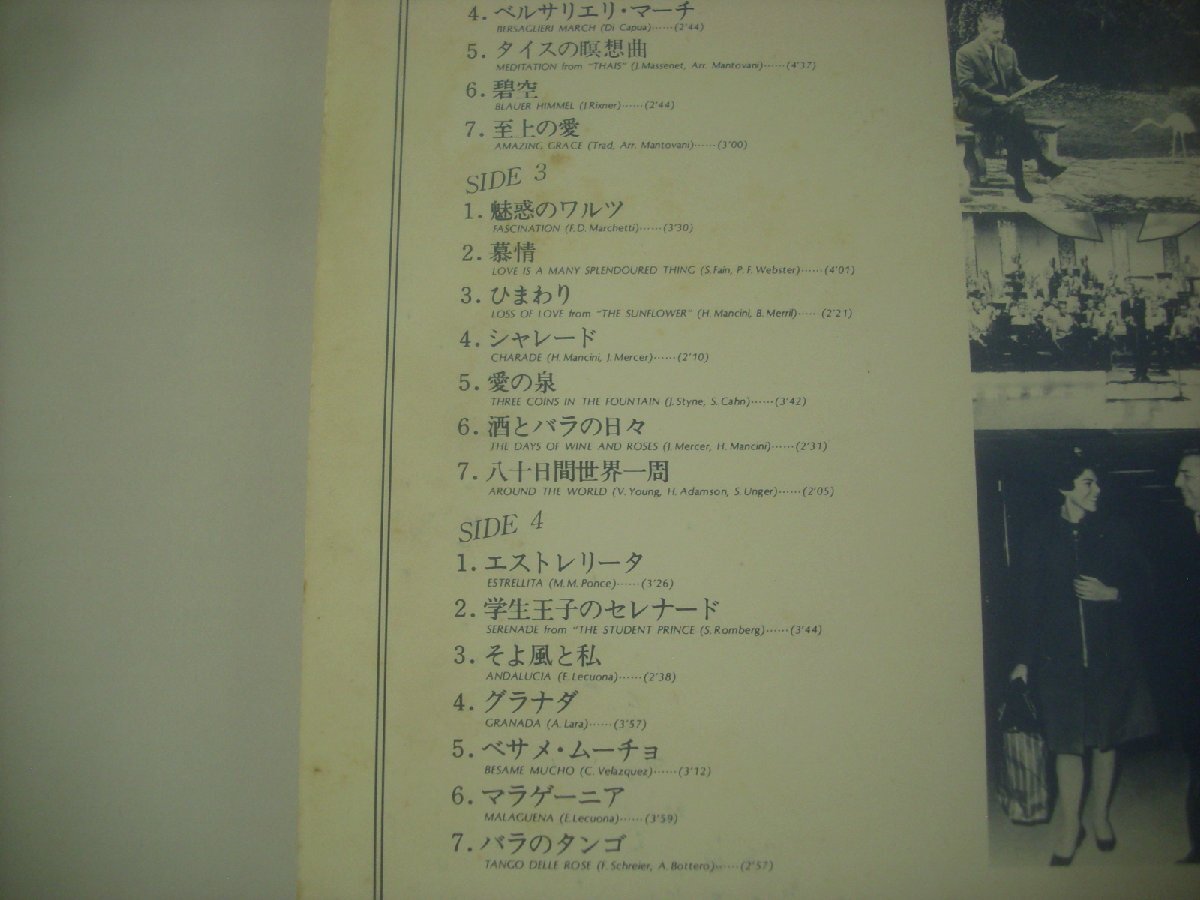 4. ベルサリエリ・マーチ
BERSAGLIERI MARCH (Di Capua)……(2'44)
5. タイスの瞑想曲
MEDITATION from "THAIS" (J.Massenet, Arr. Mantovani)……(4'37)
6. 碧空
BLAUER HIMMEL (J.Rixner)……(2'44)
7. 至上の愛
AMAZING GRACE (Trad, Arr. Mantovani)……(3'00)
SIDE 3
1. 魅惑のワルツ
FASCINATION (F.D. Marchetti)……(3'30)
2. 慕情
LOVE IS A MANY SPLENDOURED THING (S.Fain, P.F. Webster)……(4'01)
3. ひまわり
LOSS OF LOVE from "THE SUNFLOWER" (H. Mancini, B. Merril)……(2'21)
4. シャレード
CHARADE (H. Mancini, J. Mercer)……(2'10)
5. 愛の泉
THREE COINS IN THE FOUNTAIN (J. Styne, S. Cahn)……(3'42)
6. 酒とバラの日々
THE DAYS OF WINE AND ROSES (J. Mercer, H. Mancini)……(2'31)
7. 八十日間世界一周
AROUND THE WORLD (V. Young, H. Adamson, S. Unger)……(2'05)
SIDE 4
1. エストレリータ
ESTRELLITA (M.M. Ponce)……(3'26)
2. 学生王子のセレナード
SERENADE from "THE STUDENT PRINCE (S. Romberg)……(3'44)
3. そよ風と私
ANDALUCIA (E. Lecuona)……(2'38)
4. グラナダ
GRANADA (A. Lara)……(3'57)
5. ベサメ・ムーチョ
BESAME MUCHO (C. Velazquez)……(3'12)
6. マラゲーニア
MALAGUENA (E.Lecuona)……(3'59)
7. バラのタンゴ
TANGO DELLE ROSE (F. Schreier, A. Bottero)……(2'57)